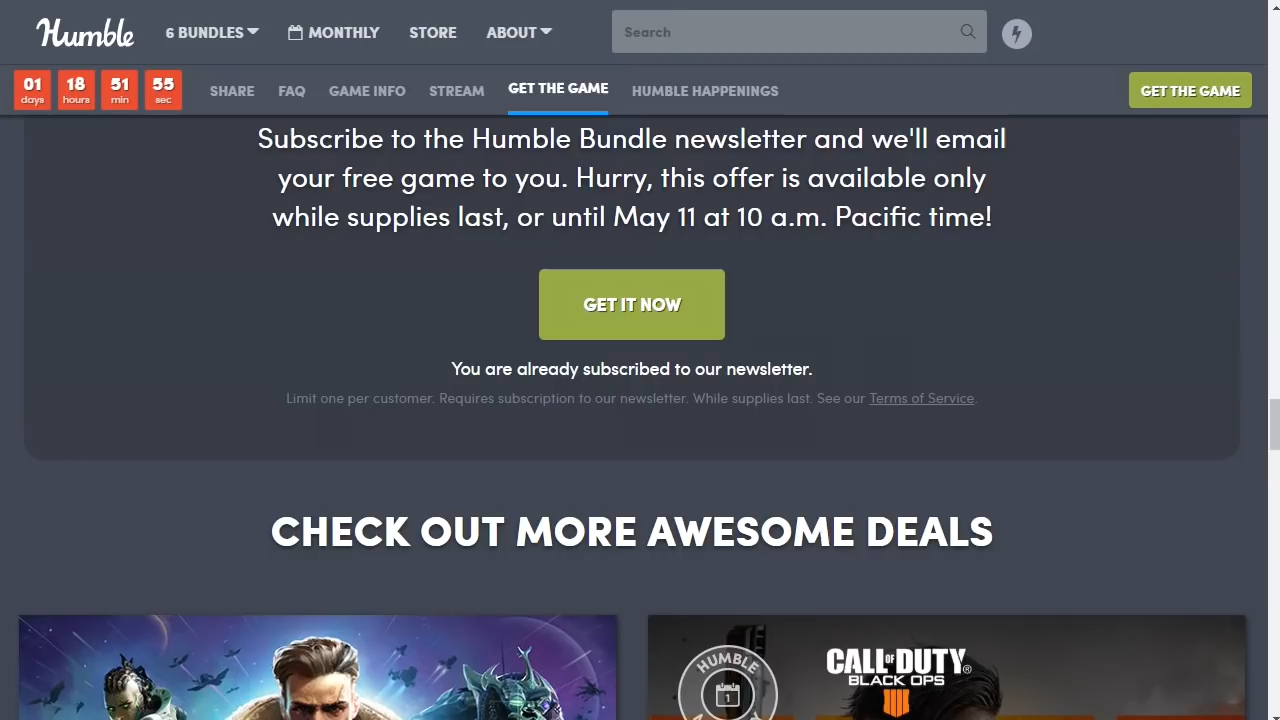 Humble
6 BUNDLES
MONTHLY
STORE
ABOUT
Search
01 days
18 hours
51 min
55 sec
SHARE
FAQ
GAME INFO
STREAM
GET THE GAME
HUMBLE HAPPENINGS
GET THE GAME
Subscribe to the Humble Bundle newsletter and we'll email
your free game to you. Hurry, this offer is available only
while supplies last, or until May 11 at 10 a.m. Pacific time!
GET IT NOW
You are already subscribed to our newsletter.
Limit one per customer. Requires subscription to our newsletter. While supplies last. See our Terms of Service.
CHECK OUT MORE AWESOME DEALS
HUMBLE
1
CALL OF DUTY®
BLACK OPS
IIII